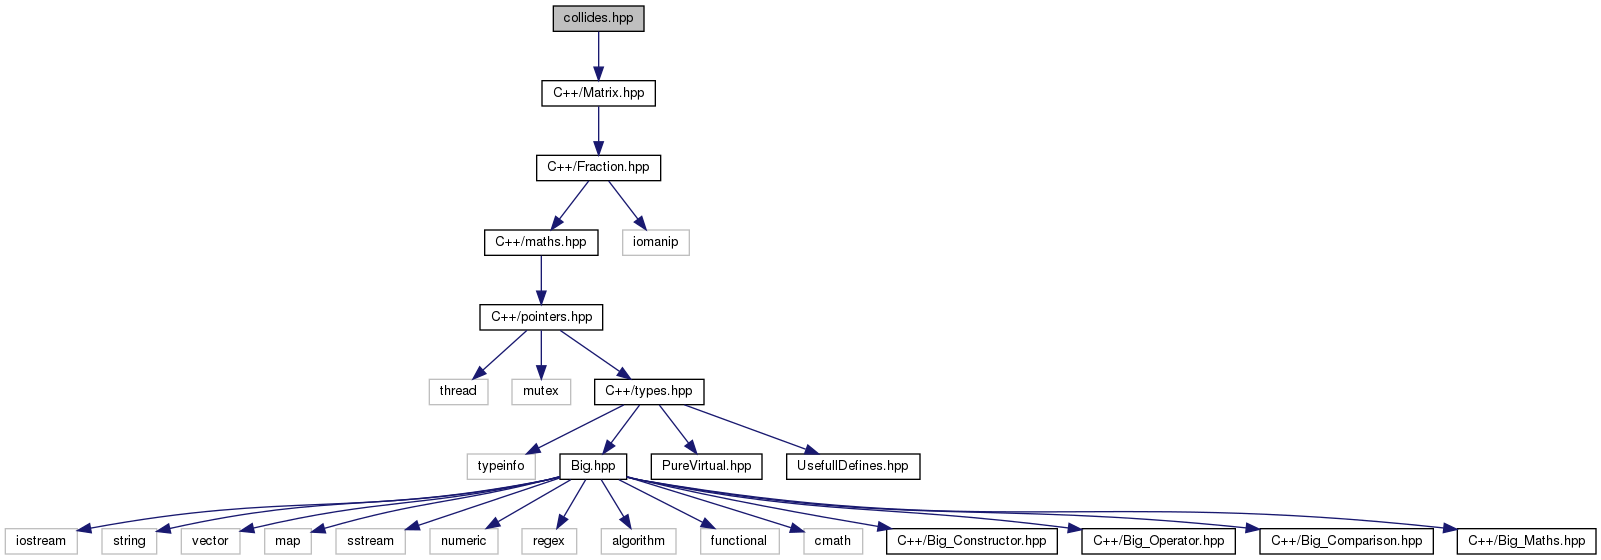 collides.hpp
C++/Matrix.hpp
C++/Fraction.hpp
C++/maths.hpp
iomanip
C++/pointers.hpp
thread
mutex
C++/types.hpp
typeinfo
Big.hpp
PureVirtual.hpp
UsefullDefines.hpp
iostream
string
vector
map
sstream
numeric
regex
algorithm
functional
cmath
C++/Big_Constructor.hpp
C++/Big_Operator.hpp
C++/Big_Comparison.hpp
C++/Big_Maths.hpp